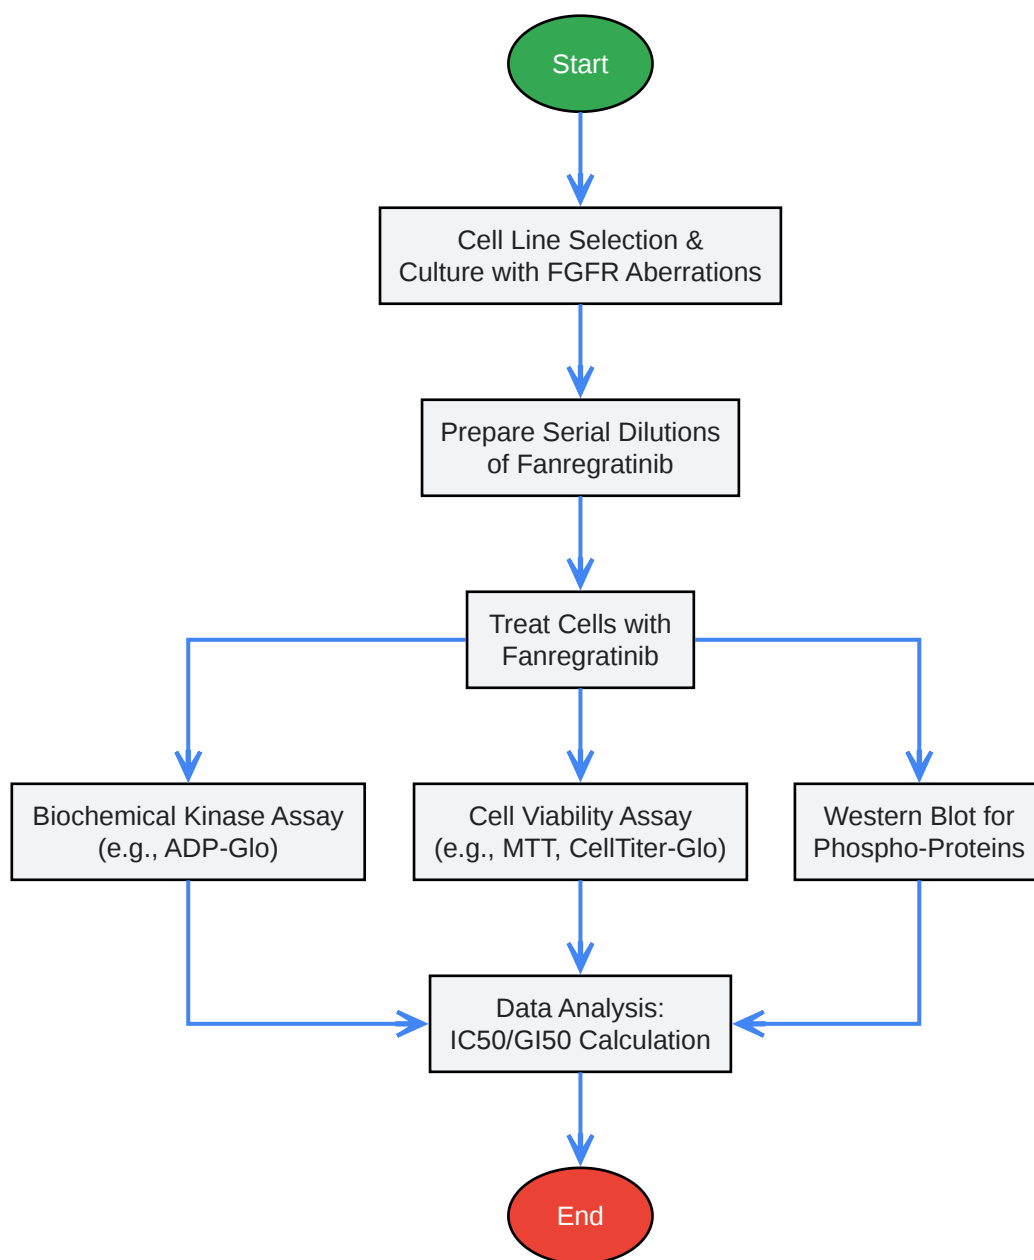 Start
Cell Line Selection &
Culture with FGFR Aberrations
Prepare Serial Dilutions
of Fanregratinib
Treat Cells with
Fanregratinib
Biochemical Kinase Assay
(e.g., ADP-Glo)
Cell Viability Assay
(e.g., MTT, CellTiter-Glo)
Western Blot for
Phospho-Proteins
Data Analysis:
IC50/GI50 Calculation
End